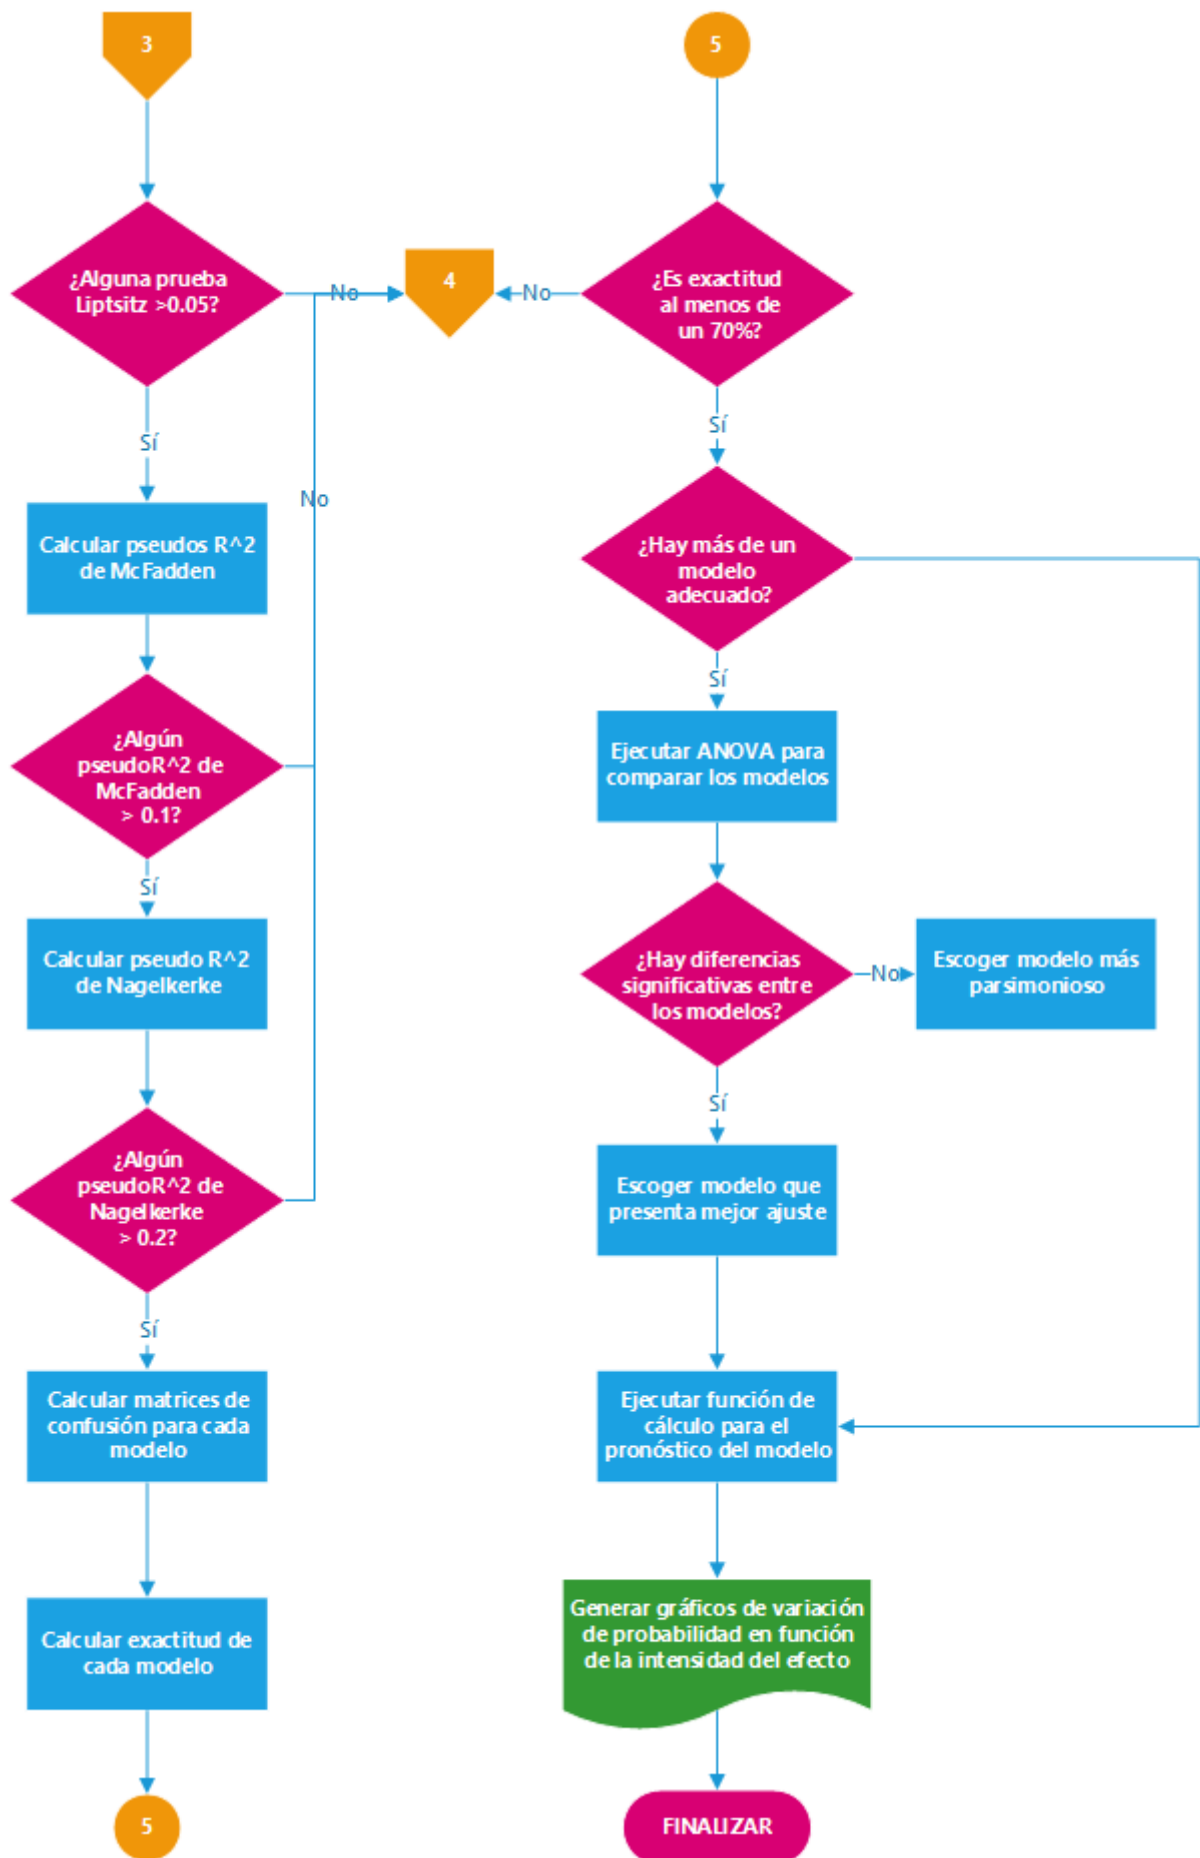 3
¿Alguna prueba
Liptsitz >0.05?
No
4
Sí
Calcular pseudos R^2
de McFadden
No
¿Algún
pseudoR^2 de
McFadden
> 0.1?
Sí
Calcular pseudo R^2
de Nagelkerke
¿Algún
pseudoR^2 de
Nagelkerke
> 0.2?
Sí
Calcular matrices de
confusión para cada
modelo
Calcular exactitud de
cada modelo
5
5
¿Es exactitud
al menos de
un 70%?
No
Sí
¿Hay más de un
modelo
adecuado?
Sí
Ejecutar ANOVA para
comparar los modelos
¿Hay diferencias
significativas entre
los modelos?
No
Escoger modelo más
parsimonioso
Sí
Escoger modelo que
presenta mejor ajuste
Ejecutar función de
cálculo para el
pronóstico del modelo
Generar gráficos de variación
de probabilidad en función
de la intensidad del efecto
FINALIZAR